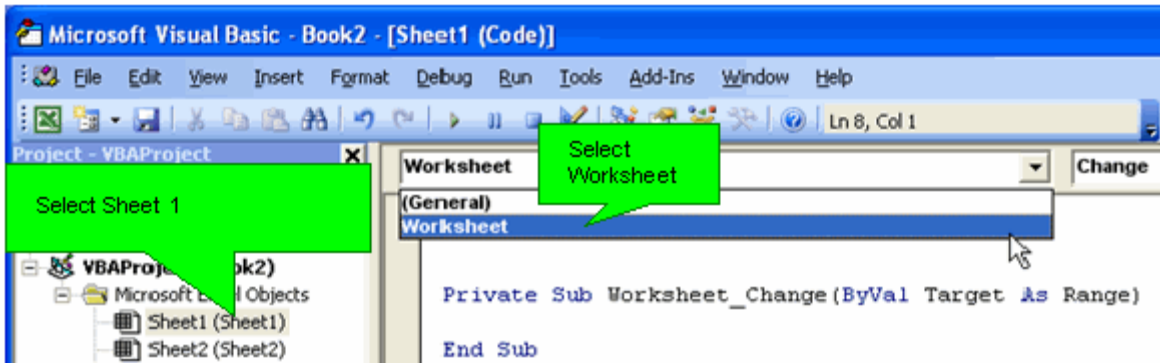 Microsoft Visual Basic - Book2 - [Sheet1 (Code)]
File Edit View Insert Format Debug Run Tools Add-Ins Window Help
Ln 8, Col 1
Project - VBAProject
Select Sheet 1
Worksheet
Select
Worksheet
Change
(General)
Worksheet
Microsoft Objects
Sheet1 (Sheet1)
Sheet2 (Sheet2)
Private Sub Worksheet_Change(ByVal Target As Range)
End Sub